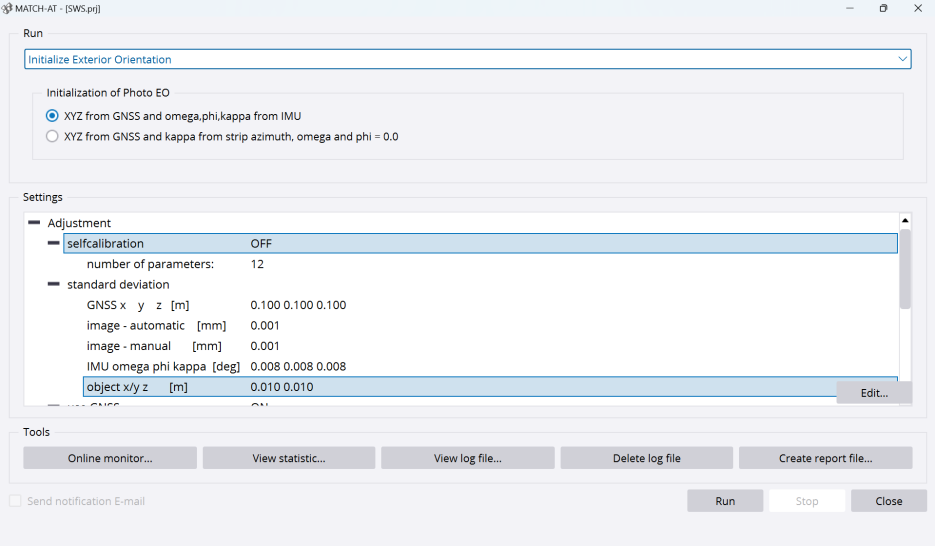 MATCH-AT - [SWS.prj]
Run
Initialize Exterior Orientation
Initialization of Photo EO
XYZ from GNSS and omega,phi,kappa from IMU
XYZ from GNSS and kappa from strip azimuth, omega and phi = 0.0
Settings
Adjustment
selfcalibration OFF
number of parameters: 12
standard deviation
GNSS x y z [m] 0.100 0.100 0.100
image - automatic [mm] 0.001
image - manual [mm] 0.001
IMU omega phi kappa [deg] 0.008 0.008 0.008
object x/y z [m] 0.010 0.010
Edit...
Tools
Online monitor... View statistic... View log file... Delete log file Create report file...
Send notification E-mail Run Stop Close